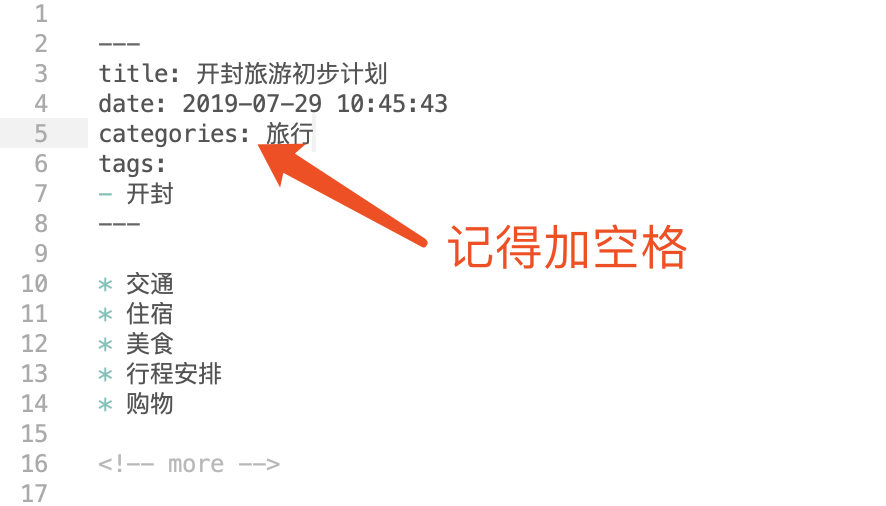 1
2 ---
3 title: 开封旅游初步计划
4 date: 2019-07-29 10:45:43
5 categories: 旅行
6 tags:
7 - 开封
8 ---
记得加空格
9
10 * 交通
11 * 住宿
12 * 美食
13 * 行程安排
14 * 购物
15
16 <!-- more -->
17